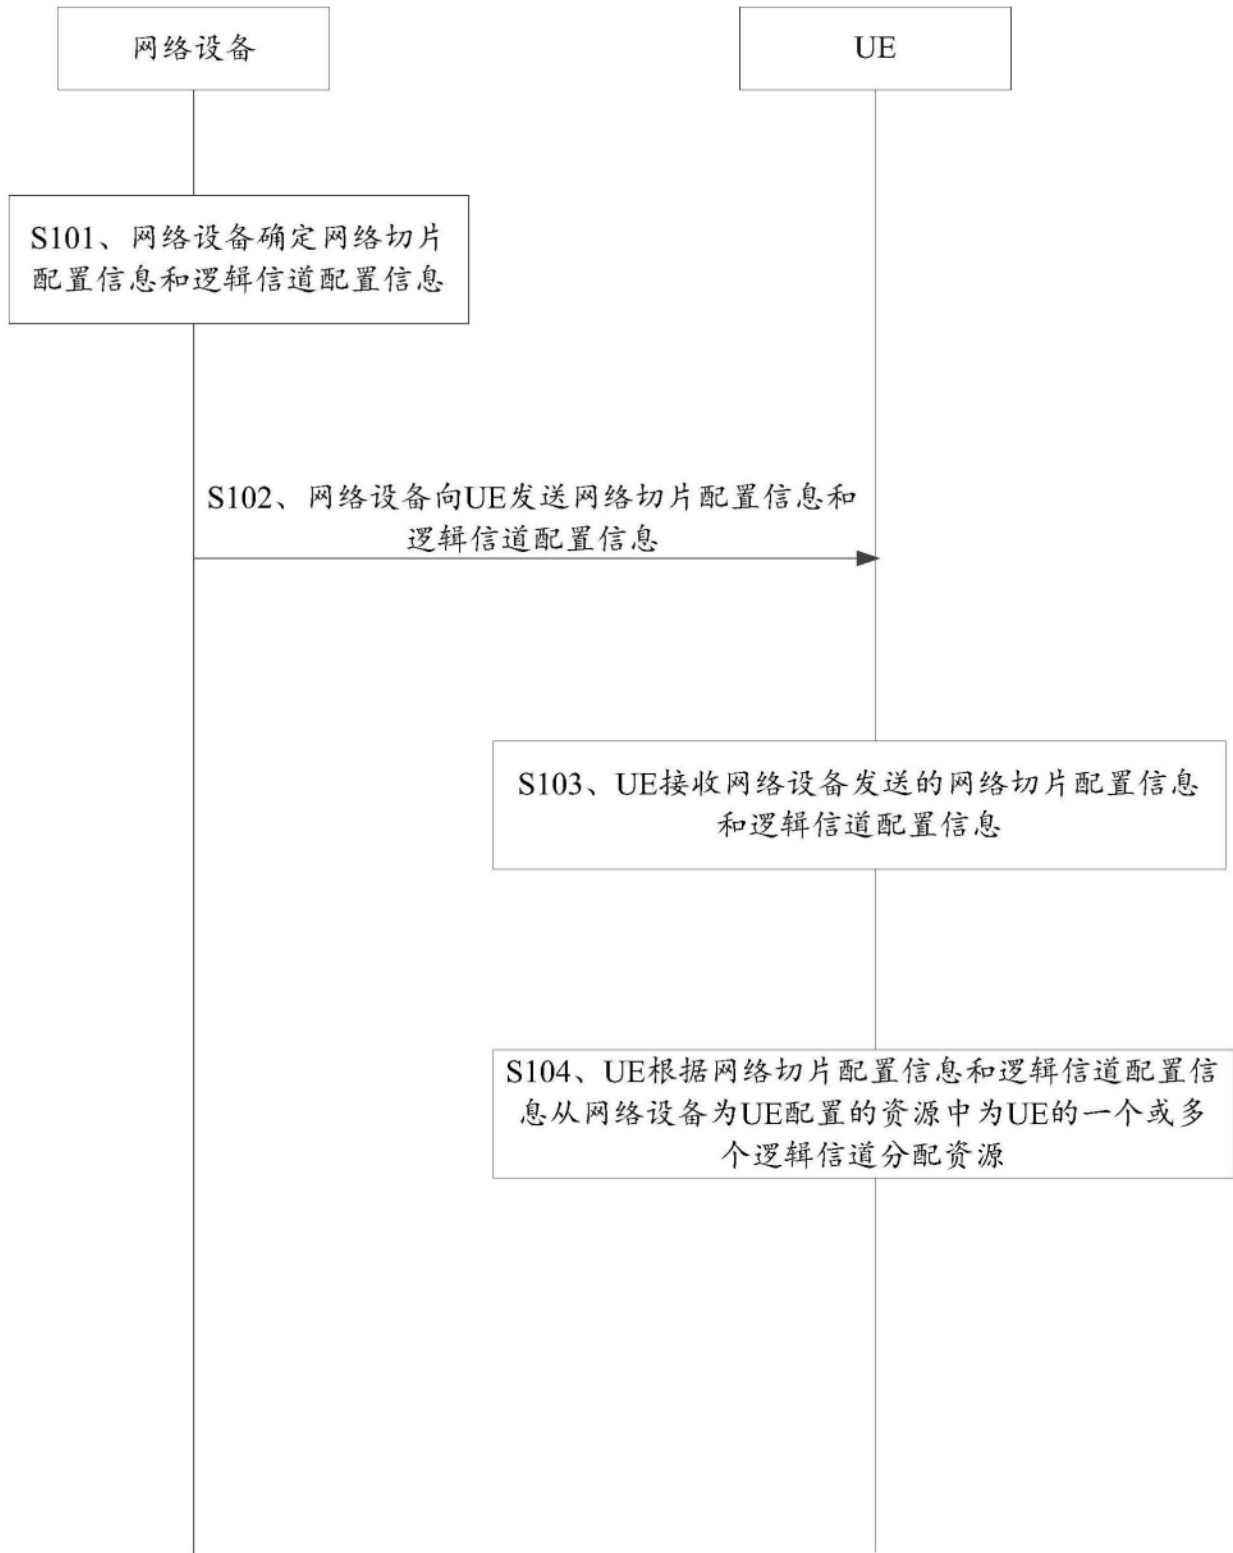 网络设备
UE
S101、网络设备确定网络切片
配置信息和逻辑信道配置信息
S102、网络设备向UE发送网络切片配置信息和
逻辑信道配置信息
S103、UE接收网络设备发送的网络切片配置信息
和逻辑信道配置信息
S104、UE根据网络切片配置信息和逻辑信道配置信
息从网络设备为UE配置的资源中为UE的一个或多
个逻辑信道分配资源